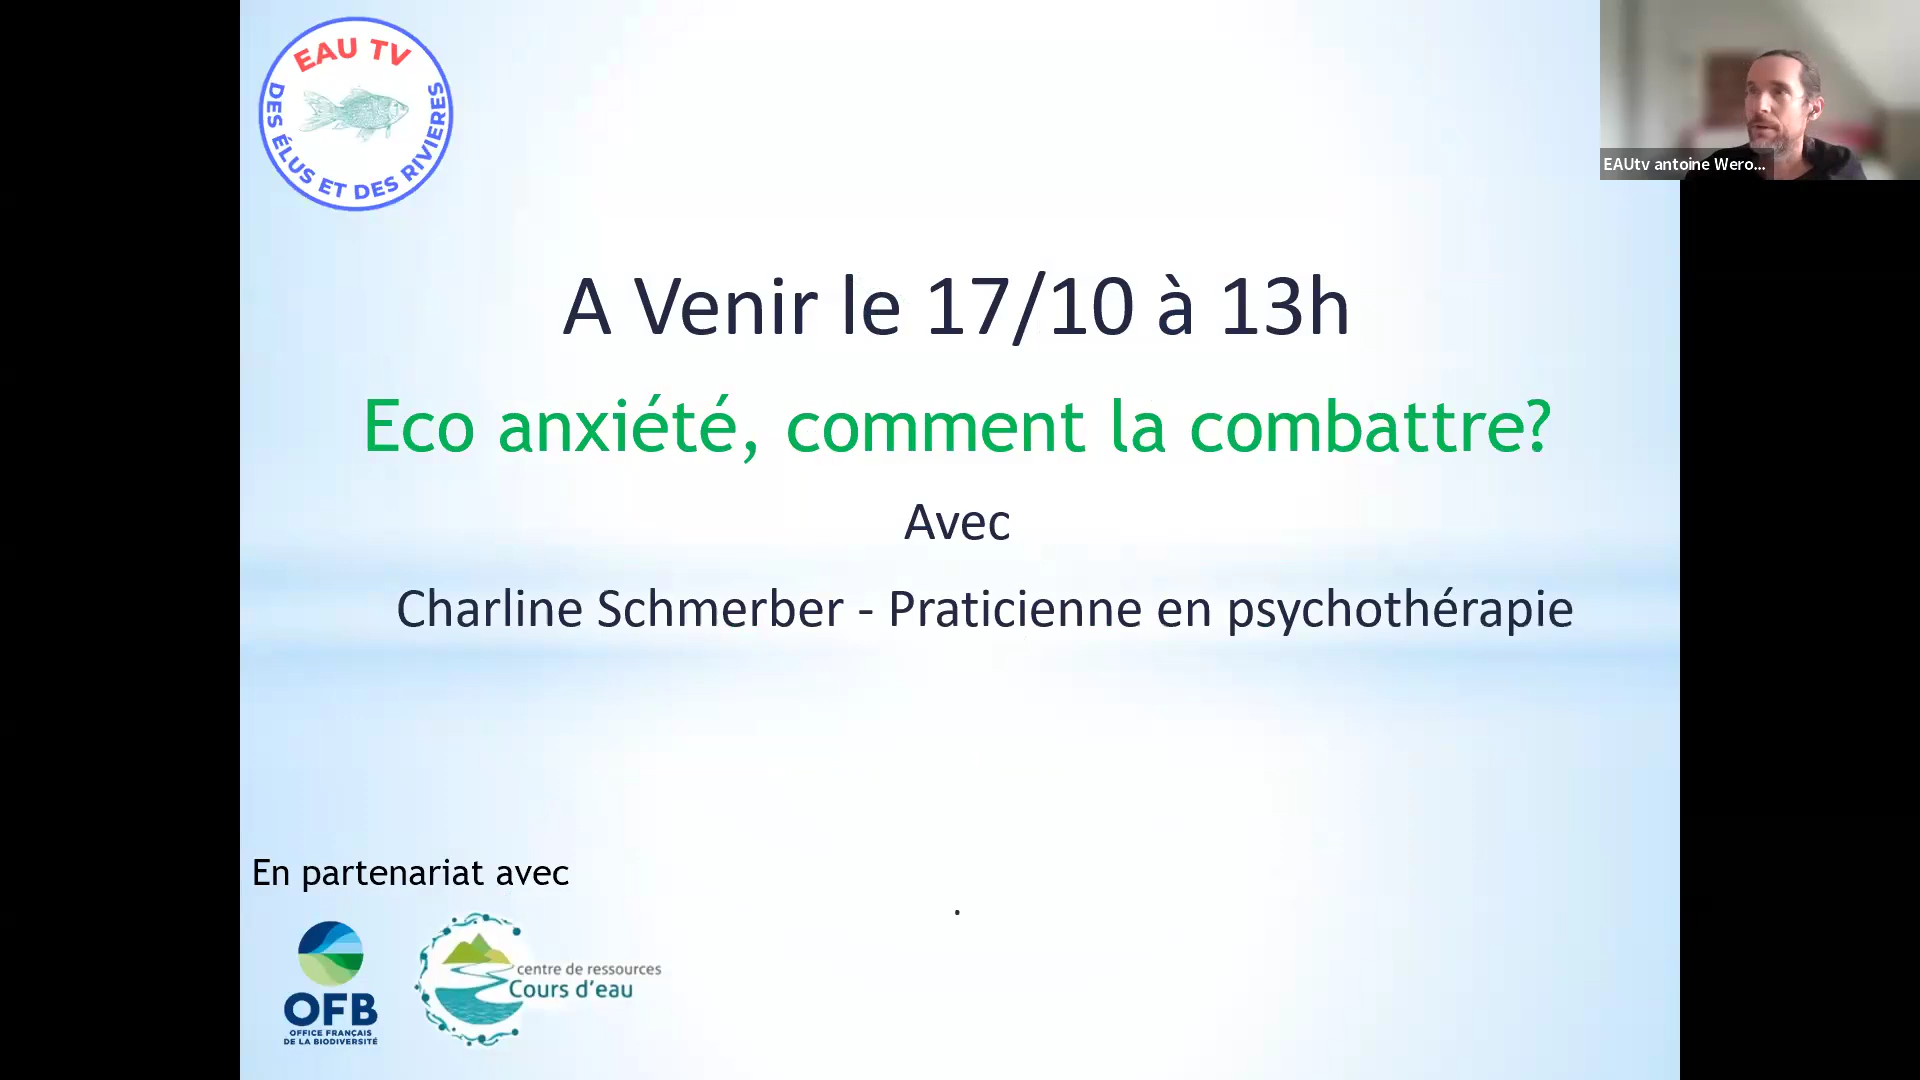 EAU TV
DES ÉLUS ET DES RIVIERES
EAUtv antoine Wero...
A Venir le 17/10 à 13h
Eco anxiété, comment la combattre?
Avec
Charline Schmerber - Praticienne en psychothérapie
En partenariat avec
.
OFB
OFFICE FRANÇAIS
DE LA BIODIVERSITÉ
centre de ressources
Cours d'eau